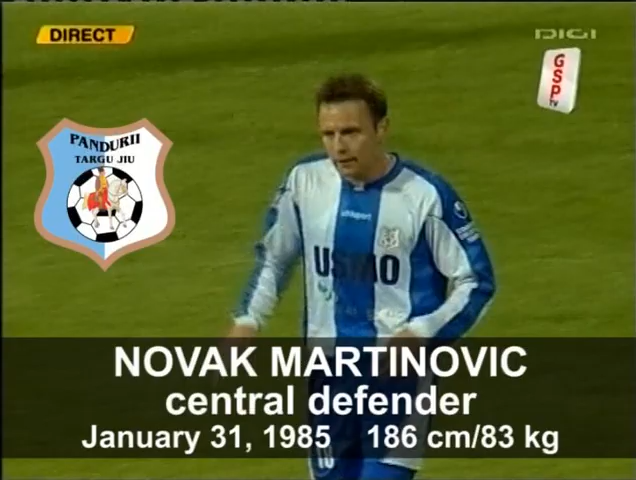 DIRECT
DIGI
GSP
TV
PANDURII
TARGU JIU
uhlsport
USMO
NOVAK MARTINOVIC
central defender
January 31, 1985    186 cm/83 kg